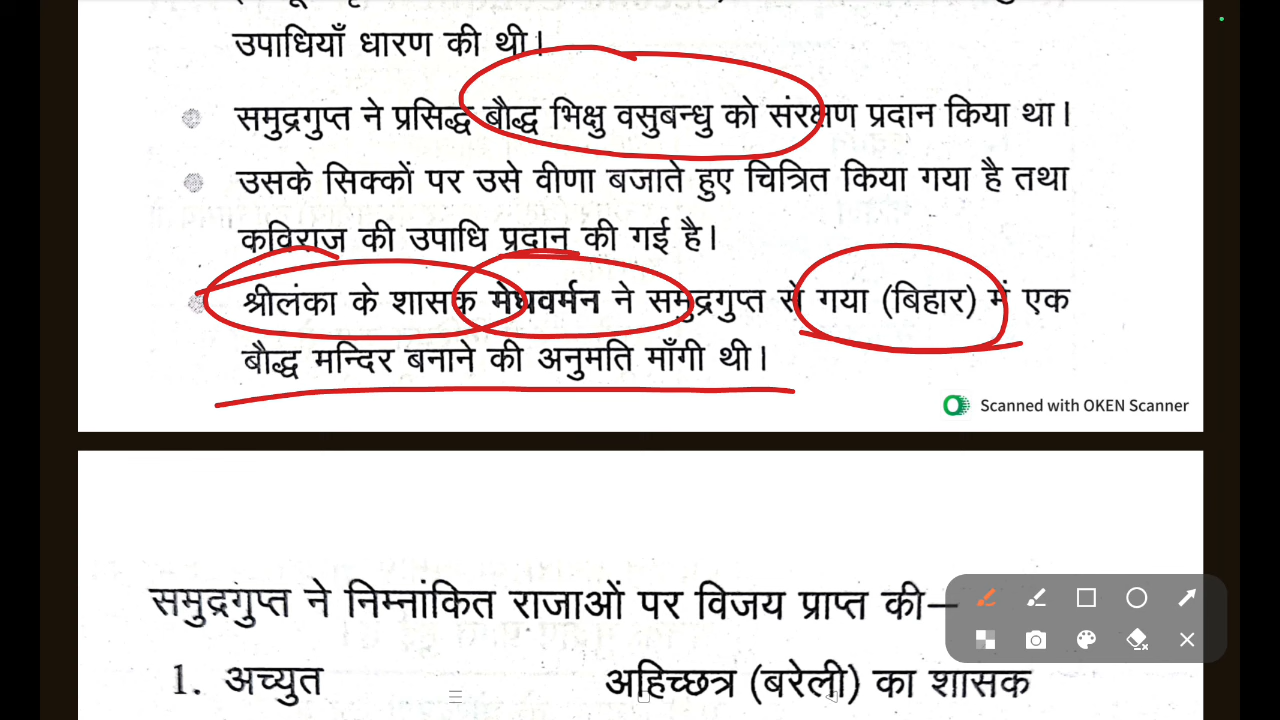 उपाधियाँ धारण की थी।
समुद्रगुप्त ने प्रसिद्ध बौद्ध भिक्षु वसुबन्धु को संरक्षण प्रदान किया था।
उसके सिक्कों पर उसे वीणा बजाते हुए चित्रित किया गया है तथा
कविराज की उपाधि प्रदान की गई है।
श्रीलंका के शासक मेघवर्मन ने समुद्रगुप्त से गया (बिहार) में एक
बौद्ध मन्दिर बनाने की अनुमति माँगी थी।
Scanned with OKEN Scanner
समुद्रगुप्त ने निम्नांकित राजाओं पर विजय प्राप्त की—
1. अच्युत अहिच्छत्र (बरेली) का शासक